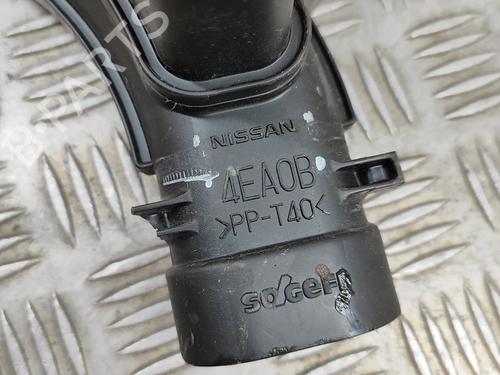 B-PARTS
NISSAN
4EA0B
>PP-T40<
SOGEFI